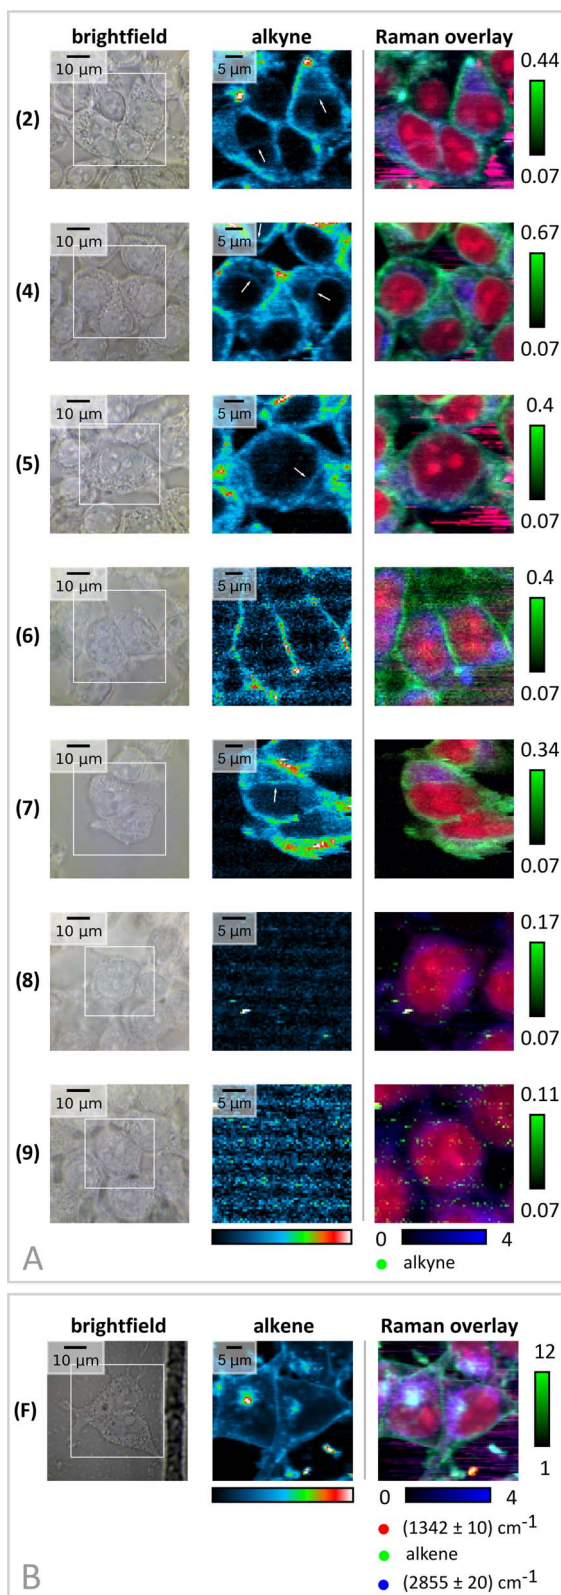 brightfield alkyne Raman overlay
10 μm 5 μm 0.44
(2)
0.07
10 μm 5 μm 0.67
(4)
0.07
10 μm 5 μm 0.4
(5)
0.07
10 μm 5 μm 0.4
(6)
0.07
10 μm 5 μm 0.34
(7)
0.07
10 μm 5 μm 0.17
(8)
0.07
10 μm 5 μm 0.11
(9)
0.07
0 4
A alkyne
brightfield alkene Raman overlay
10 μm 5 μm 12
(F)
1
0 4
(1342 ± 10) cm⁻¹
alkene
B (2855 ± 20) cm⁻¹